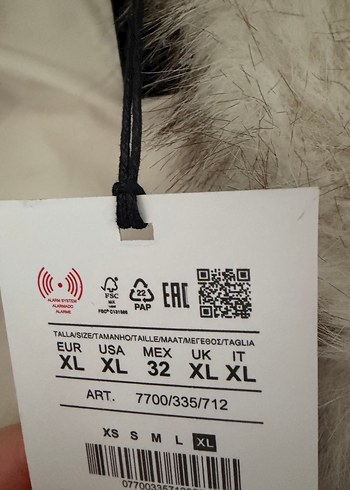 ALARM SYSTEM
ALARMADO
ALARME
FSC
MIX
22
PAP
EAC
TALLA/SIZE/TAMANHO/TAILLE/MAAT/ΜΕΓΕΘΟΣ/TAGLIA
EUR USA MEX UK IT
XL XL 32 XL XL
ART. 7700/335/712
XS S M L XL